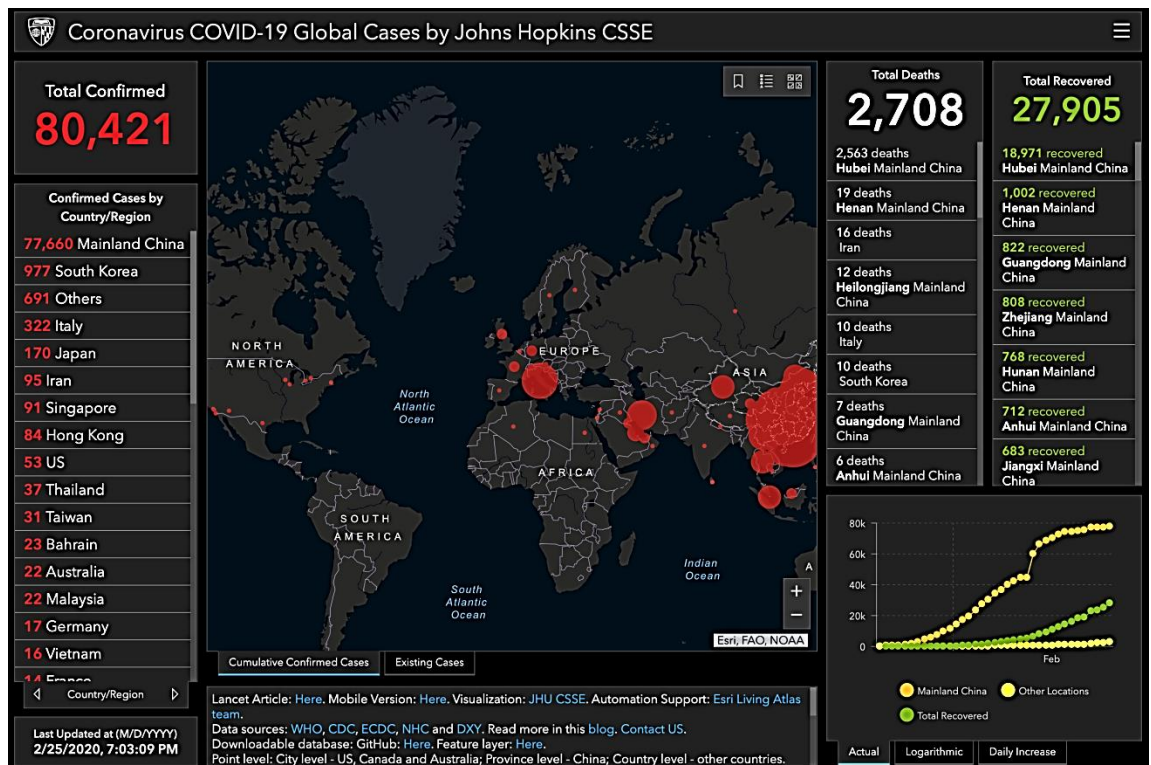 Coronavirus COVID-19 Global Cases by Johns Hopkins CSSE
Total Confirmed
80,421
Confirmed Cases by
Country/Region
77,660 Mainland China
977 South Korea
691 Others
322 Italy
170 Japan
95 Iran
91 Singapore
84 Hong Kong
53 US
37 Thailand
31 Taiwan
23 Bahrain
22 Australia
22 Malaysia
17 Germany
16 Vietnam
14 France
Country/Region
Last Updated at (M/D/YYYY)
2/25/2020, 7:03:09 PM
NORTH
AMERICA
EUROPE
ASIA
North
Atlantic
Ocean
AFRICA
SOUTH
AMERICA
Indian
Ocean
A
South
Atlantic
Ocean
+
−
Esri, FAO, NOAA
Cumulative Confirmed Cases
Existing Cases
Lancet Article: Here. Mobile Version: Here. Visualization: JHU CSSE. Automation Support: Esri Living Atlas
team.
Data sources: WHO, CDC, ECDC, NHC and DXY. Read more in this blog. Contact US.
Downloadable database: GitHub: Here. Feature layer: Here.
Point level: City level - US, Canada and Australia; Province level - China; Country level - other countries.
Total Deaths
2,708
2,563 deaths
Hubei Mainland China
19 deaths
Henan Mainland China
16 deaths
Iran
12 deaths
Heilongjiang Mainland
China
10 deaths
Italy
10 deaths
South Korea
7 deaths
Guangdong Mainland
China
6 deaths
Anhui Mainland China
Total Recovered
27,905
18,971 recovered
Hubei Mainland China
1,002 recovered
Henan Mainland
China
822 recovered
Guangdong Mainland
China
808 recovered
Zhejiang Mainland
China
768 recovered
Hunan Mainland
China
712 recovered
Anhui Mainland China
683 recovered
Jiangxi Mainland
China
80k
60k
40k
20k
0
Feb
Mainland China
Other Locations
Total Recovered
Actual
Logarithmic
Daily Increase